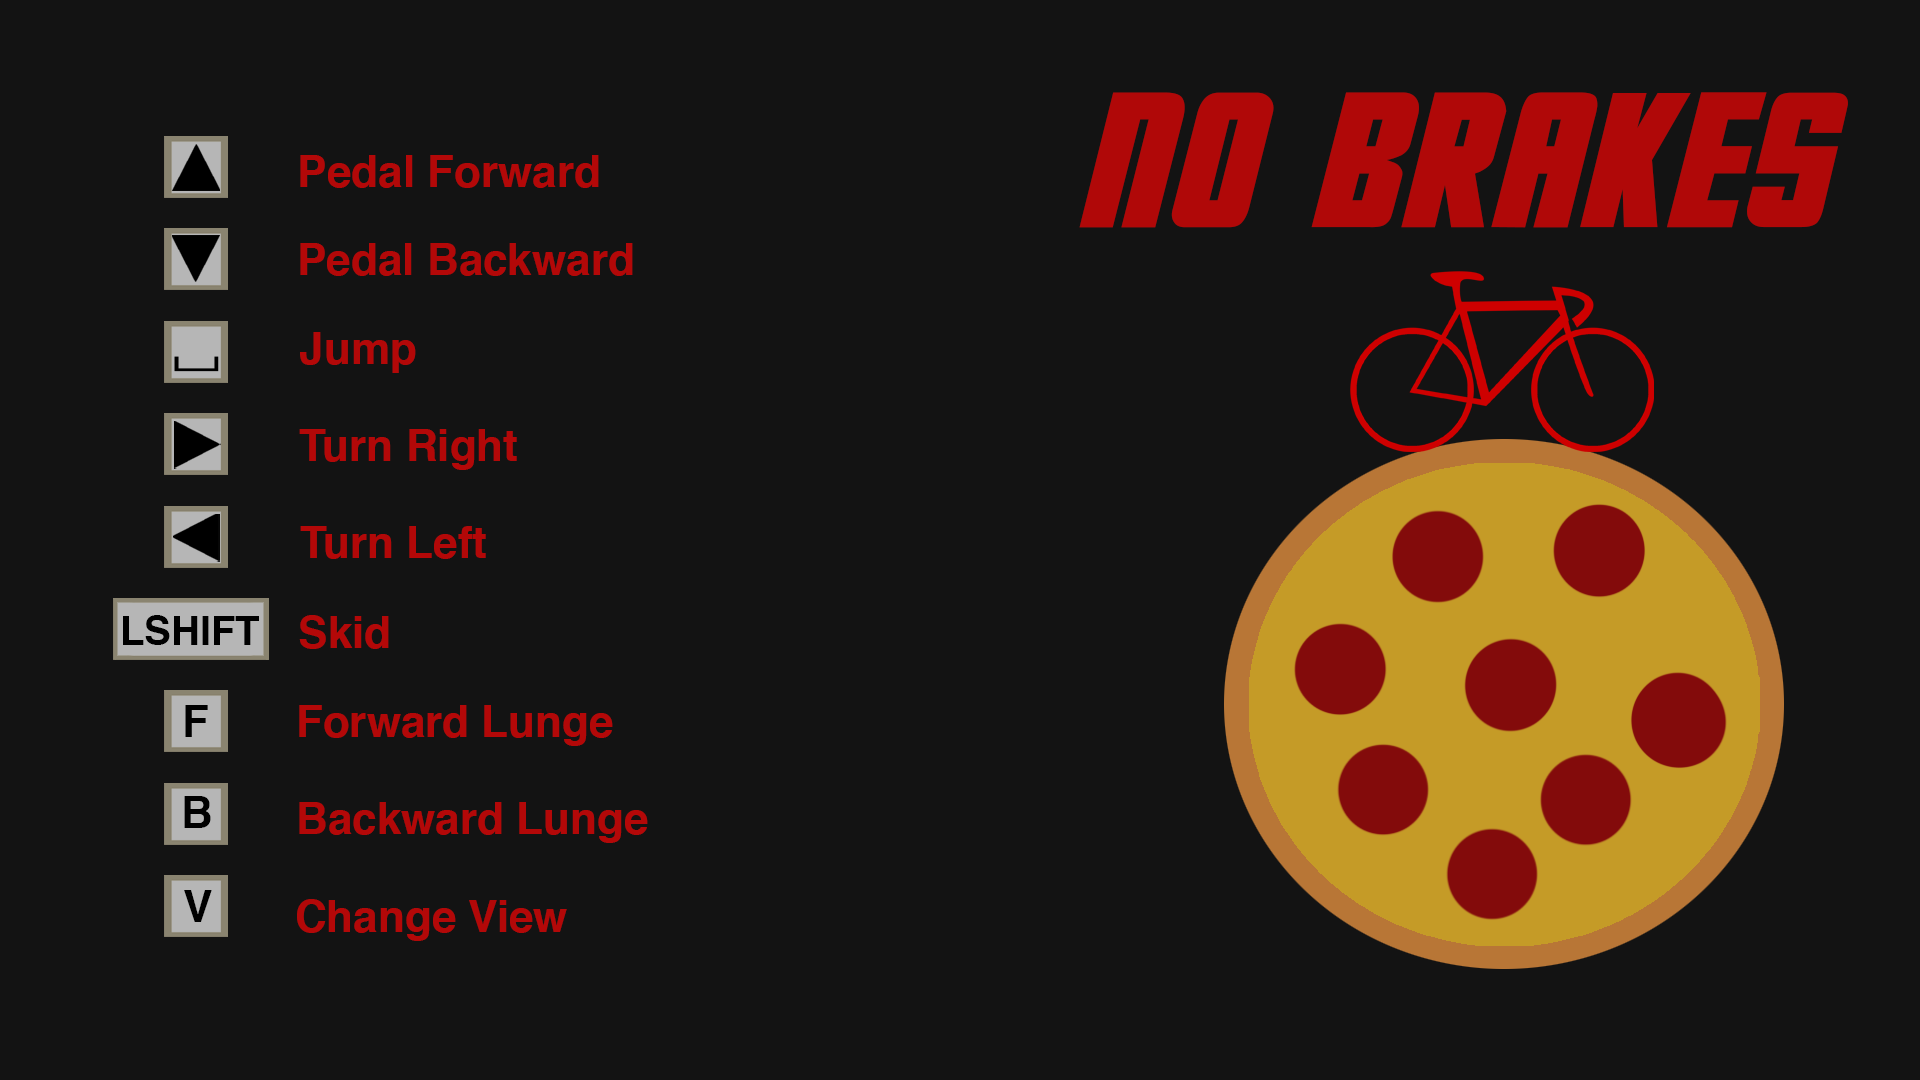 NO BRAKES
Pedal Forward
Pedal Backward
Jump
Turn Right
Turn Left
LSHIFT Skid
F Forward Lunge
B Backward Lunge
V Change View